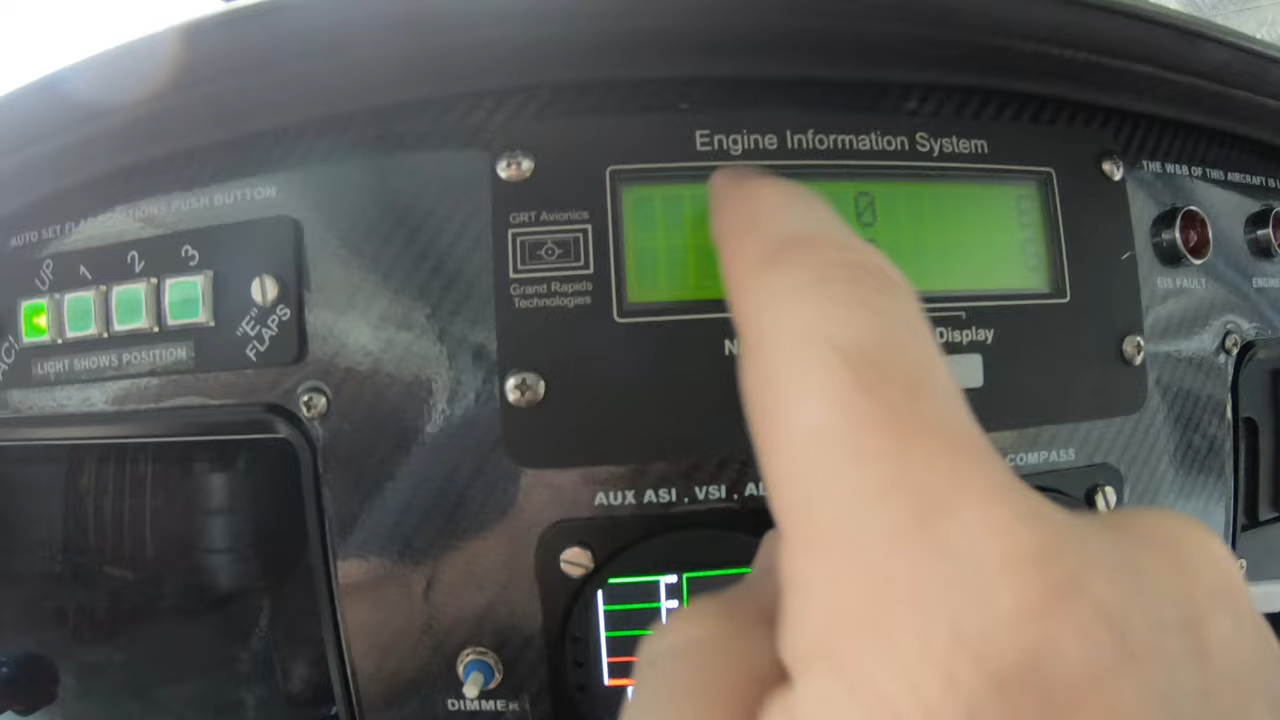 Engine Information System
THE W&B OF THIS AIRCRAFT IS
AUTO SET FLAP POSITIONS PUSH BUTTON
UP 1 2 3
LIGHT SHOWS POSITION
"E" FLAPS
GRT Avionics
Grand Rapids
Technologies
0
Display
EIS FAULT
COMPASS
AUX ASI , VSI ,
DIMMER